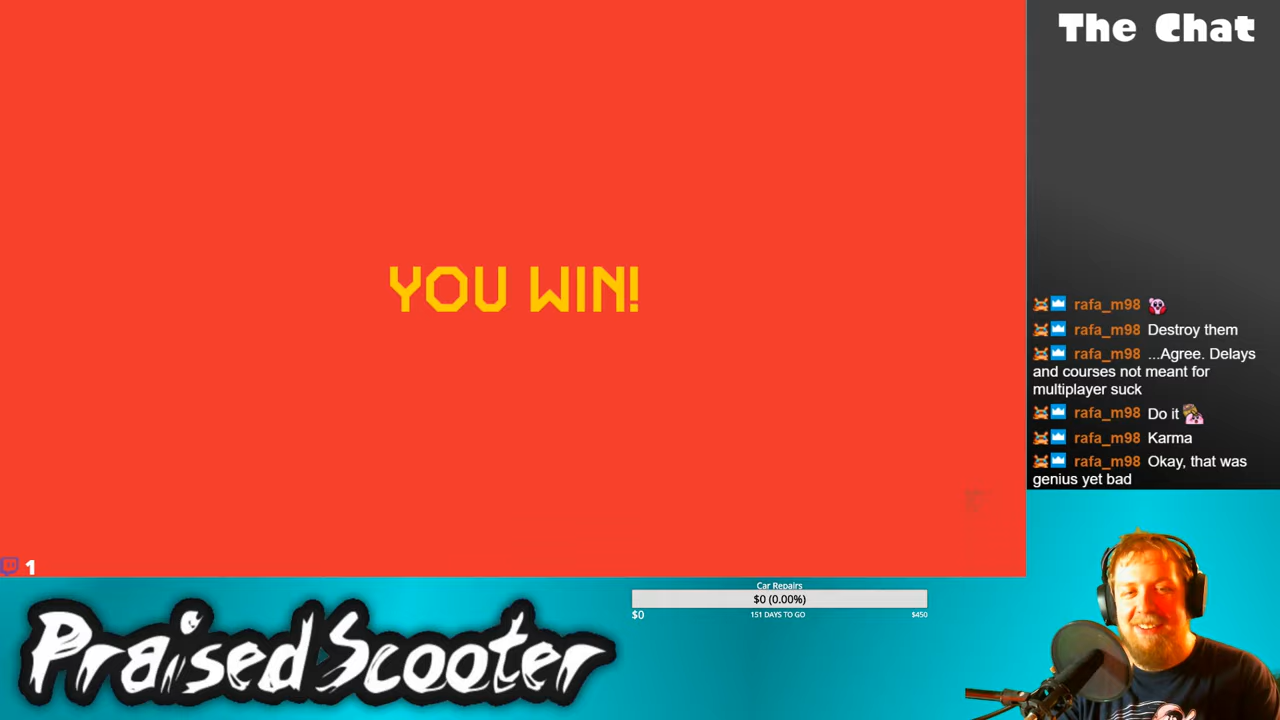 The Chat
YOU WIN!
rafa_m98
rafa_m98 Destroy them
rafa_m98 ...Agree. Delays
and courses not meant for
multiplayer suck
rafa_m98 Do it
rafa_m98 Karma
rafa_m98 Okay, that was
genius yet bad
1
Car Repairs
$0 (0.00%)
$0 151 DAYS TO GO $450
PraisedScooter